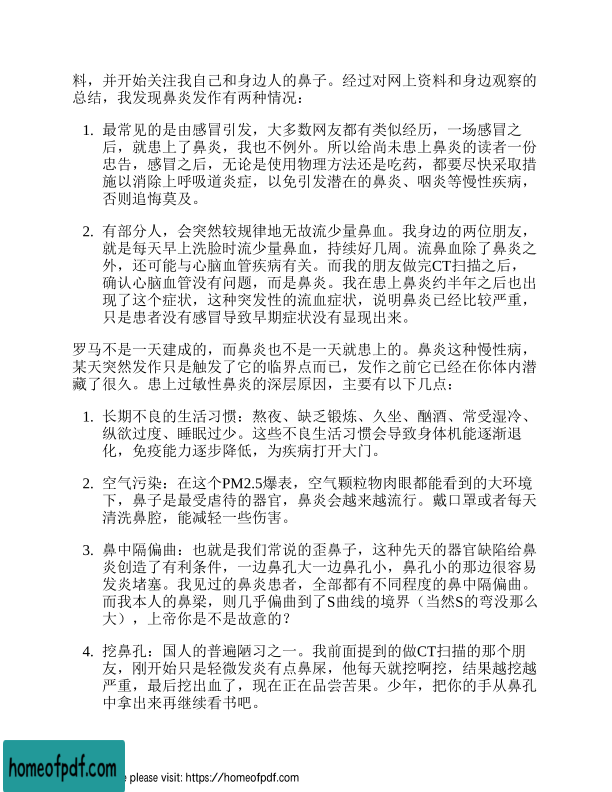 料，并开始关注我自己和身边人的鼻子。经过对网上资料和身边观察的
总结，我发现鼻炎发作有两种情况：
1. 最常见的是由感冒引发，大多数网友都有类似经历，一场感冒之
后，就患上了鼻炎，我也不例外。所以给尚未患上鼻炎的读者一份
忠告，感冒之后，无论是使用物理方法还是吃药，都要尽快采取措
施以消除上呼吸道炎症，以免引发潜在的鼻炎、咽炎等慢性疾病，
否则追悔莫及。
2. 有部分人，会突然较规律地无故流少量鼻血。我身边的两位朋友，
就是每天早上洗脸时流少量鼻血，持续好几周。流鼻血除了鼻炎之
外，还可能与心脑血管疾病有关。而我的朋友做完CT扫描之后，
确认心脑血管没有问题，而是鼻炎。我在患上鼻炎约半年之后也出
现了这个症状，这种突发性的流血症状，说明鼻炎已经比较严重，
只是患者没有感冒导致早期症状没有显现出来。
罗马不是一天建成的，而鼻炎也不是一天就患上的。鼻炎这种慢性病，
某天突然发作只是触发了它的临界点而已，发作之前它已经在你体内潜
藏了很久。患上过敏性鼻炎的深层原因，主要有以下几点：
1. 长期不良的生活习惯：熬夜、缺乏锻炼、久坐、酗酒、常受湿冷、
纵欲过度、睡眠过少。这些不良生活习惯会导致身体机能逐渐退
化，免疫能力逐步降低，为疾病打开大门。
2. 空气污染：在这个PM2.5爆表，空气颗粒物肉眼都能看到的大环境
下，鼻子是最受虐待的器官，鼻炎会越来越流行。戴口罩或者每天
清洗鼻腔，能减轻一些伤害。
3. 鼻中隔偏曲：也就是我们常说的歪鼻子，这种先天的器官缺陷给鼻
炎创造了有利条件，一边鼻孔大一边鼻孔小，鼻孔小的那边很容易
发炎堵塞。我见过的鼻炎患者，全部都有不同程度的鼻中隔偏曲。
而我本人的鼻梁，则几乎偏曲到了S曲线的境界（当然S的弯没那么
大），上帝你是不是故意的？
4. 挖鼻孔：国人的普遍陋习之一。我前面提到的做CT扫描的那个朋
友，刚开始只是轻微发炎有点鼻屎，他每天就挖啊挖，结果越挖越
严重，最后挖出血了，现在正在品尝苦果。少年，把你的手从鼻孔
中拿出来再继续看书吧。
homeofpdf.com
e please visit: https://homeofpdf.com